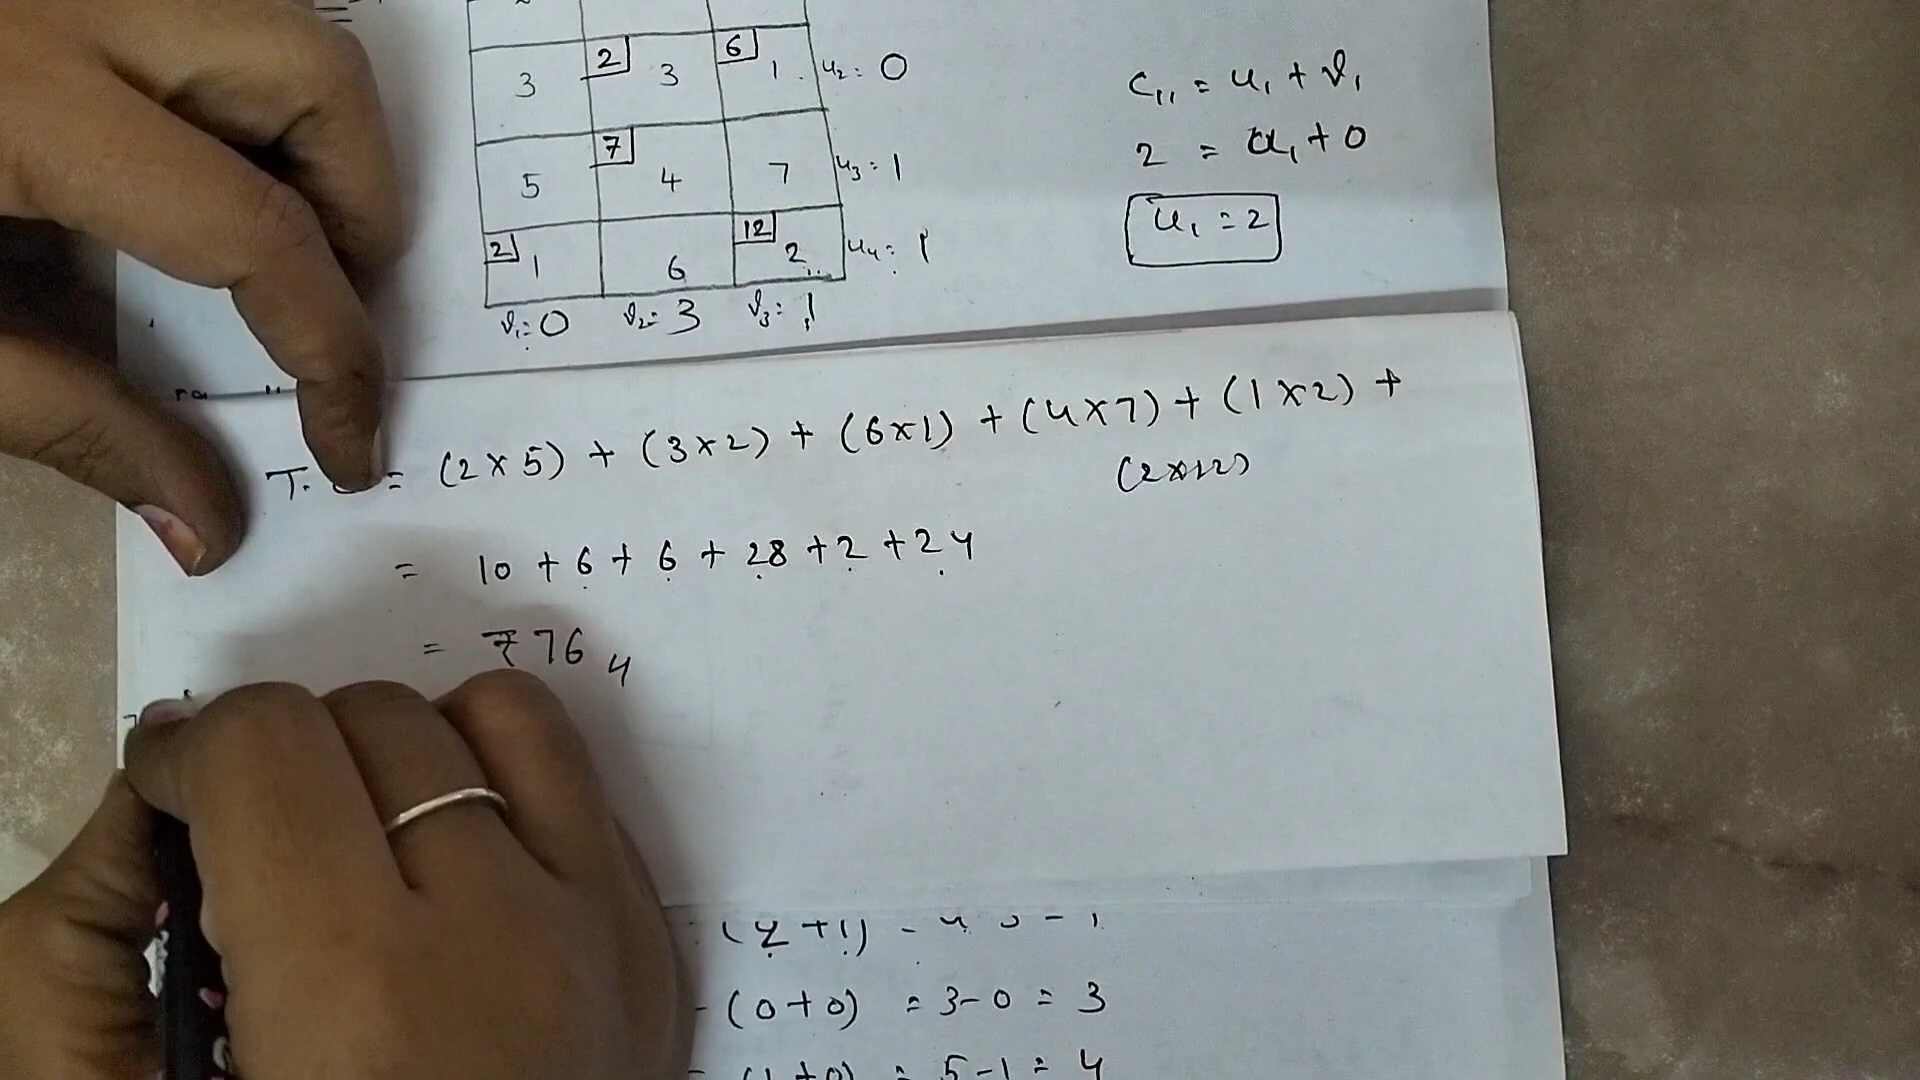 2 3 6 1 u₂ = 0
3
7
5 4 7 u₃ = 1
2 1 6 12 2 u₄ = 1
v₁ = 0 v₂ = 3 v₃ = 1
C₁₁ = u₁ + v₁
2 = u₁ + 0
u₁ = 2
T. = (2 × 5) + (3 × 2) + (6 × 1) + (4 × 7) + (1 × 2) +
(2 × 12)
= 10 + 6 + 6 + 28 + 2 + 24
= ₹ 76
- (0 + 0) = 3 - 0 = 3
(1 + 0) = 5 - 1 = 4